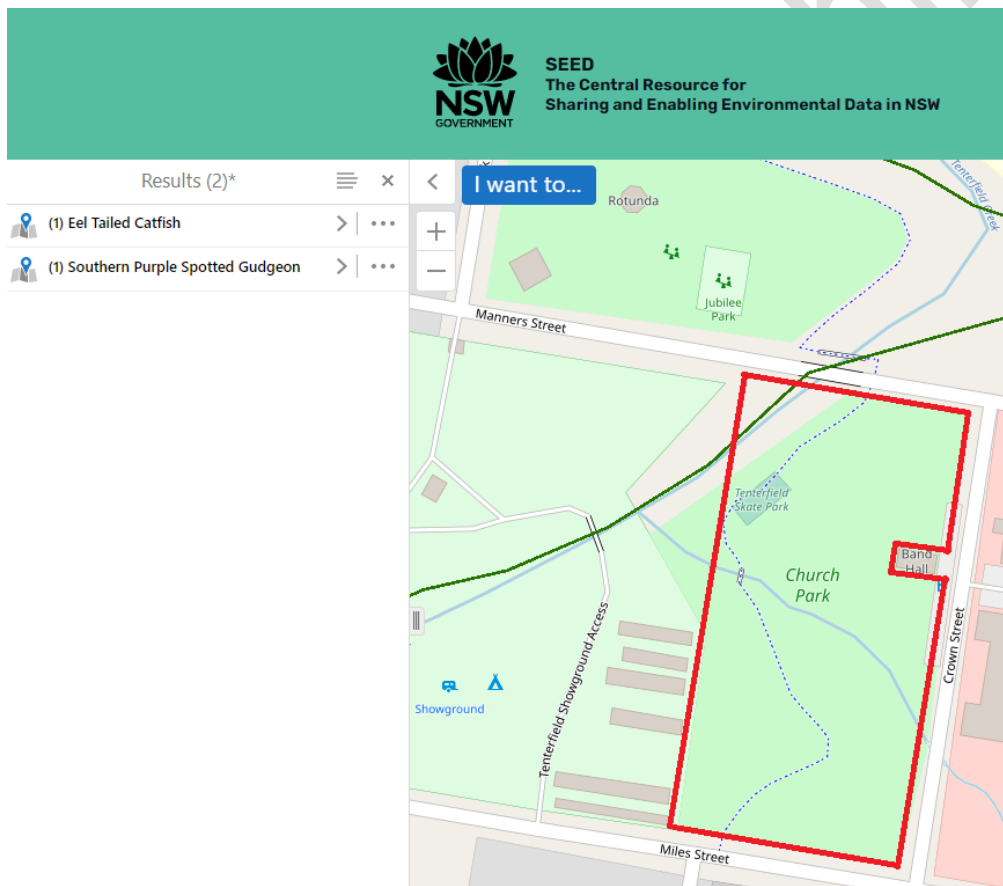 NSW
GOVERNMENT
SEED
The Central Resource for
Sharing and Enabling Environmental Data in NSW
Results (2)*
I want to...
(1) Eel Tailed Catfish
(1) Southern Purple Spotted Gudgeon
Rotunda
Tenterfield Creek
Jubilee
Park
Manners Street
Tenterfield
Skate Park
Band
Hall
Church
Park
Crown Street
Tenterfield Showground Access
Showground
Miles Street